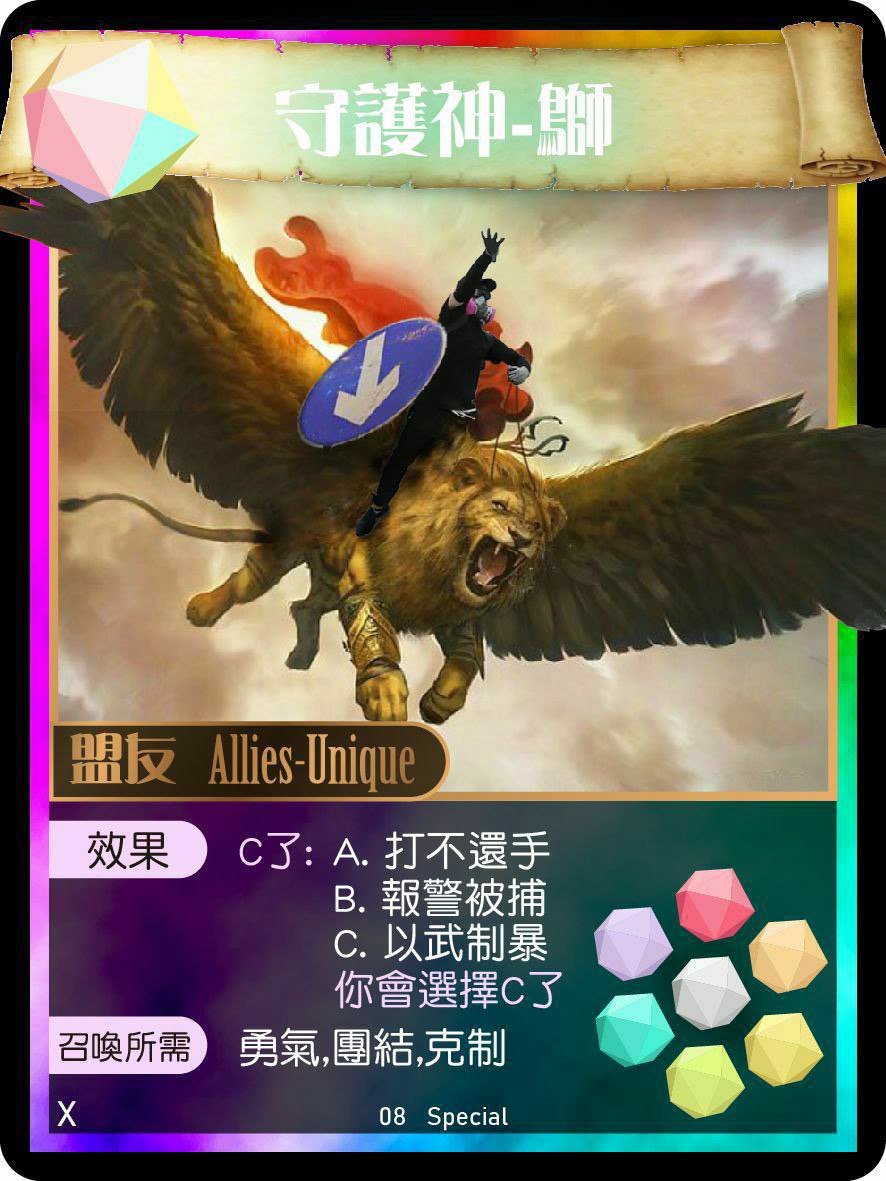 守護神-鰤
盟友 Allies-Unique
效果 C了: A. 打不還手
B. 報警被捕
C. 以武制暴
你會選擇C了
召喚所需 勇氣,團結,克制
X 08 Special